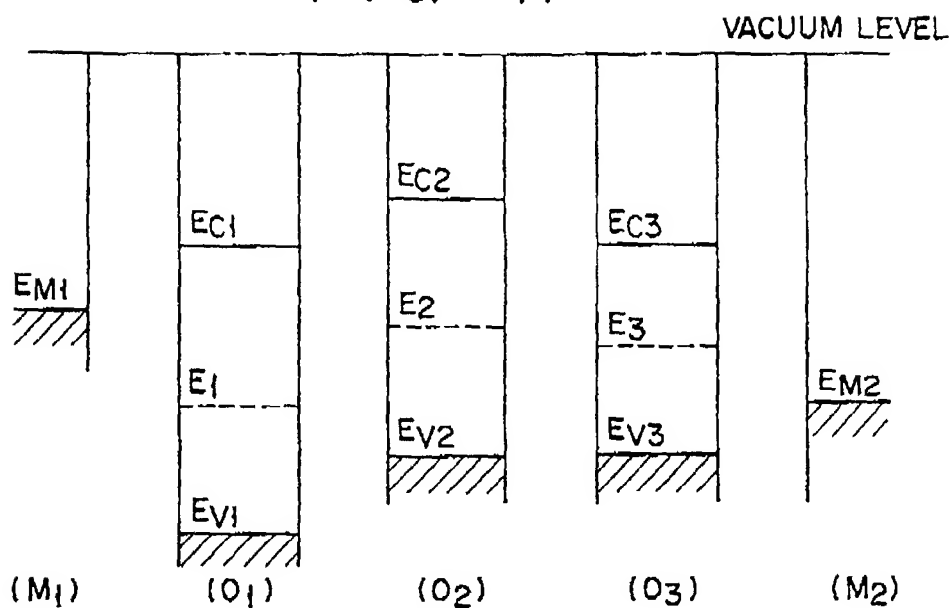 VACUUM LEVEL
EC2
EC1
EC3
EM1
E2
E3
E1
EM2
EV2
EV3
EV1
(M1)
(O1)
(O2)
(O3)
(M2)